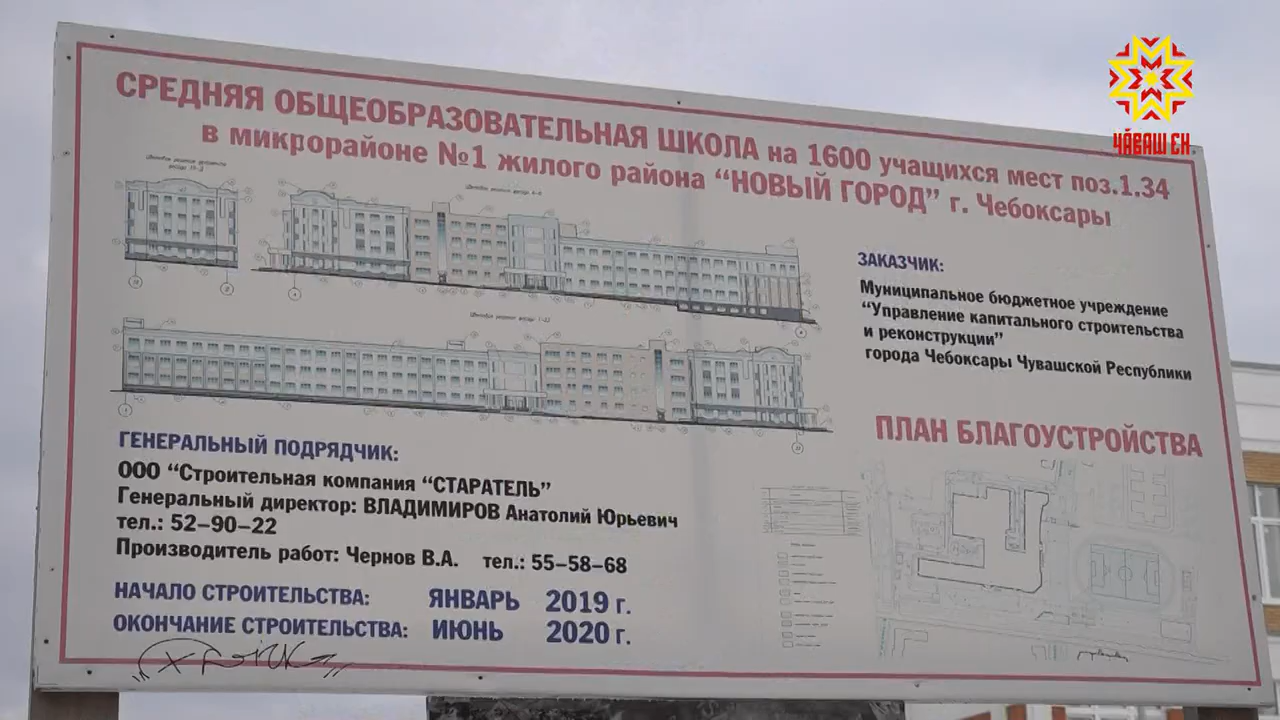 ЧӐВАШ ЕН
СРЕДНЯЯ ОБЩЕОБРАЗОВАТЕЛЬНАЯ ШКОЛА на 1600 учащихся мест поз.1.34
в микрорайоне №1 жилого района “НОВЫЙ ГОРОД” г. Чебоксары
ЗАКАЗЧИК:
Муниципальное бюджетное учреждение
“Управление капитального строительства
и реконструкции”
города Чебоксары Чувашской Республики
ПЛАН БЛАГОУСТРОЙСТВА
ГЕНЕРАЛЬНЫЙ ПОДРЯДЧИК:
ООО “Строительная компания “СТАРАТЕЛЬ”
Генеральный директор: ВЛАДИМИРОВ Анатолий Юрьевич
тел.: 52–90–22
Производитель работ: Чернов В.А. тел.: 55–58–68
НАЧАЛО СТРОИТЕЛЬСТВА: ЯНВАРЬ 2019 г.
ОКОНЧАНИЕ СТРОИТЕЛЬСТВА: ИЮНЬ 2020 г.